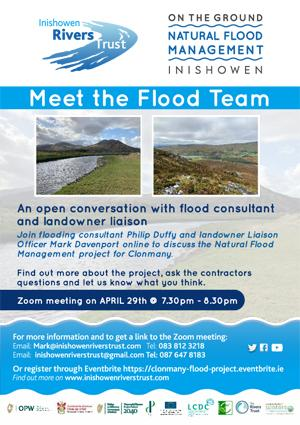 Inishowen
Rivers
Trust
ON THE GROUND
NATURAL FLOOD
MANAGEMENT
INISHOWEN
Meet the Flood Team
An open conversation with flood consultant
and landowner liaison
Join flooding consultant Philip Duffy and landowner Liaison
Officer Mark Davenport online to discuss the Natural Flood
Management project for Clonmany.
Find out more about the project, ask the contractors
questions and let us know what you think.
Zoom meeting on APRIL 29th @ 7.30pm - 8.30pm
For more information and to get a link to the Zoom meeting:
Email: Mark@inishowenriverstrust.com Tel: 083 812 3218
Email: inishowenriverstrust@gmail.com Tel: 087 647 8183
Or register through Eventbrite https://clonmany-flood-project.eventbrite.ie
Find out more on www.inishowenriverstrust.com
OPW
2040
LCDC
Rivers
Trust